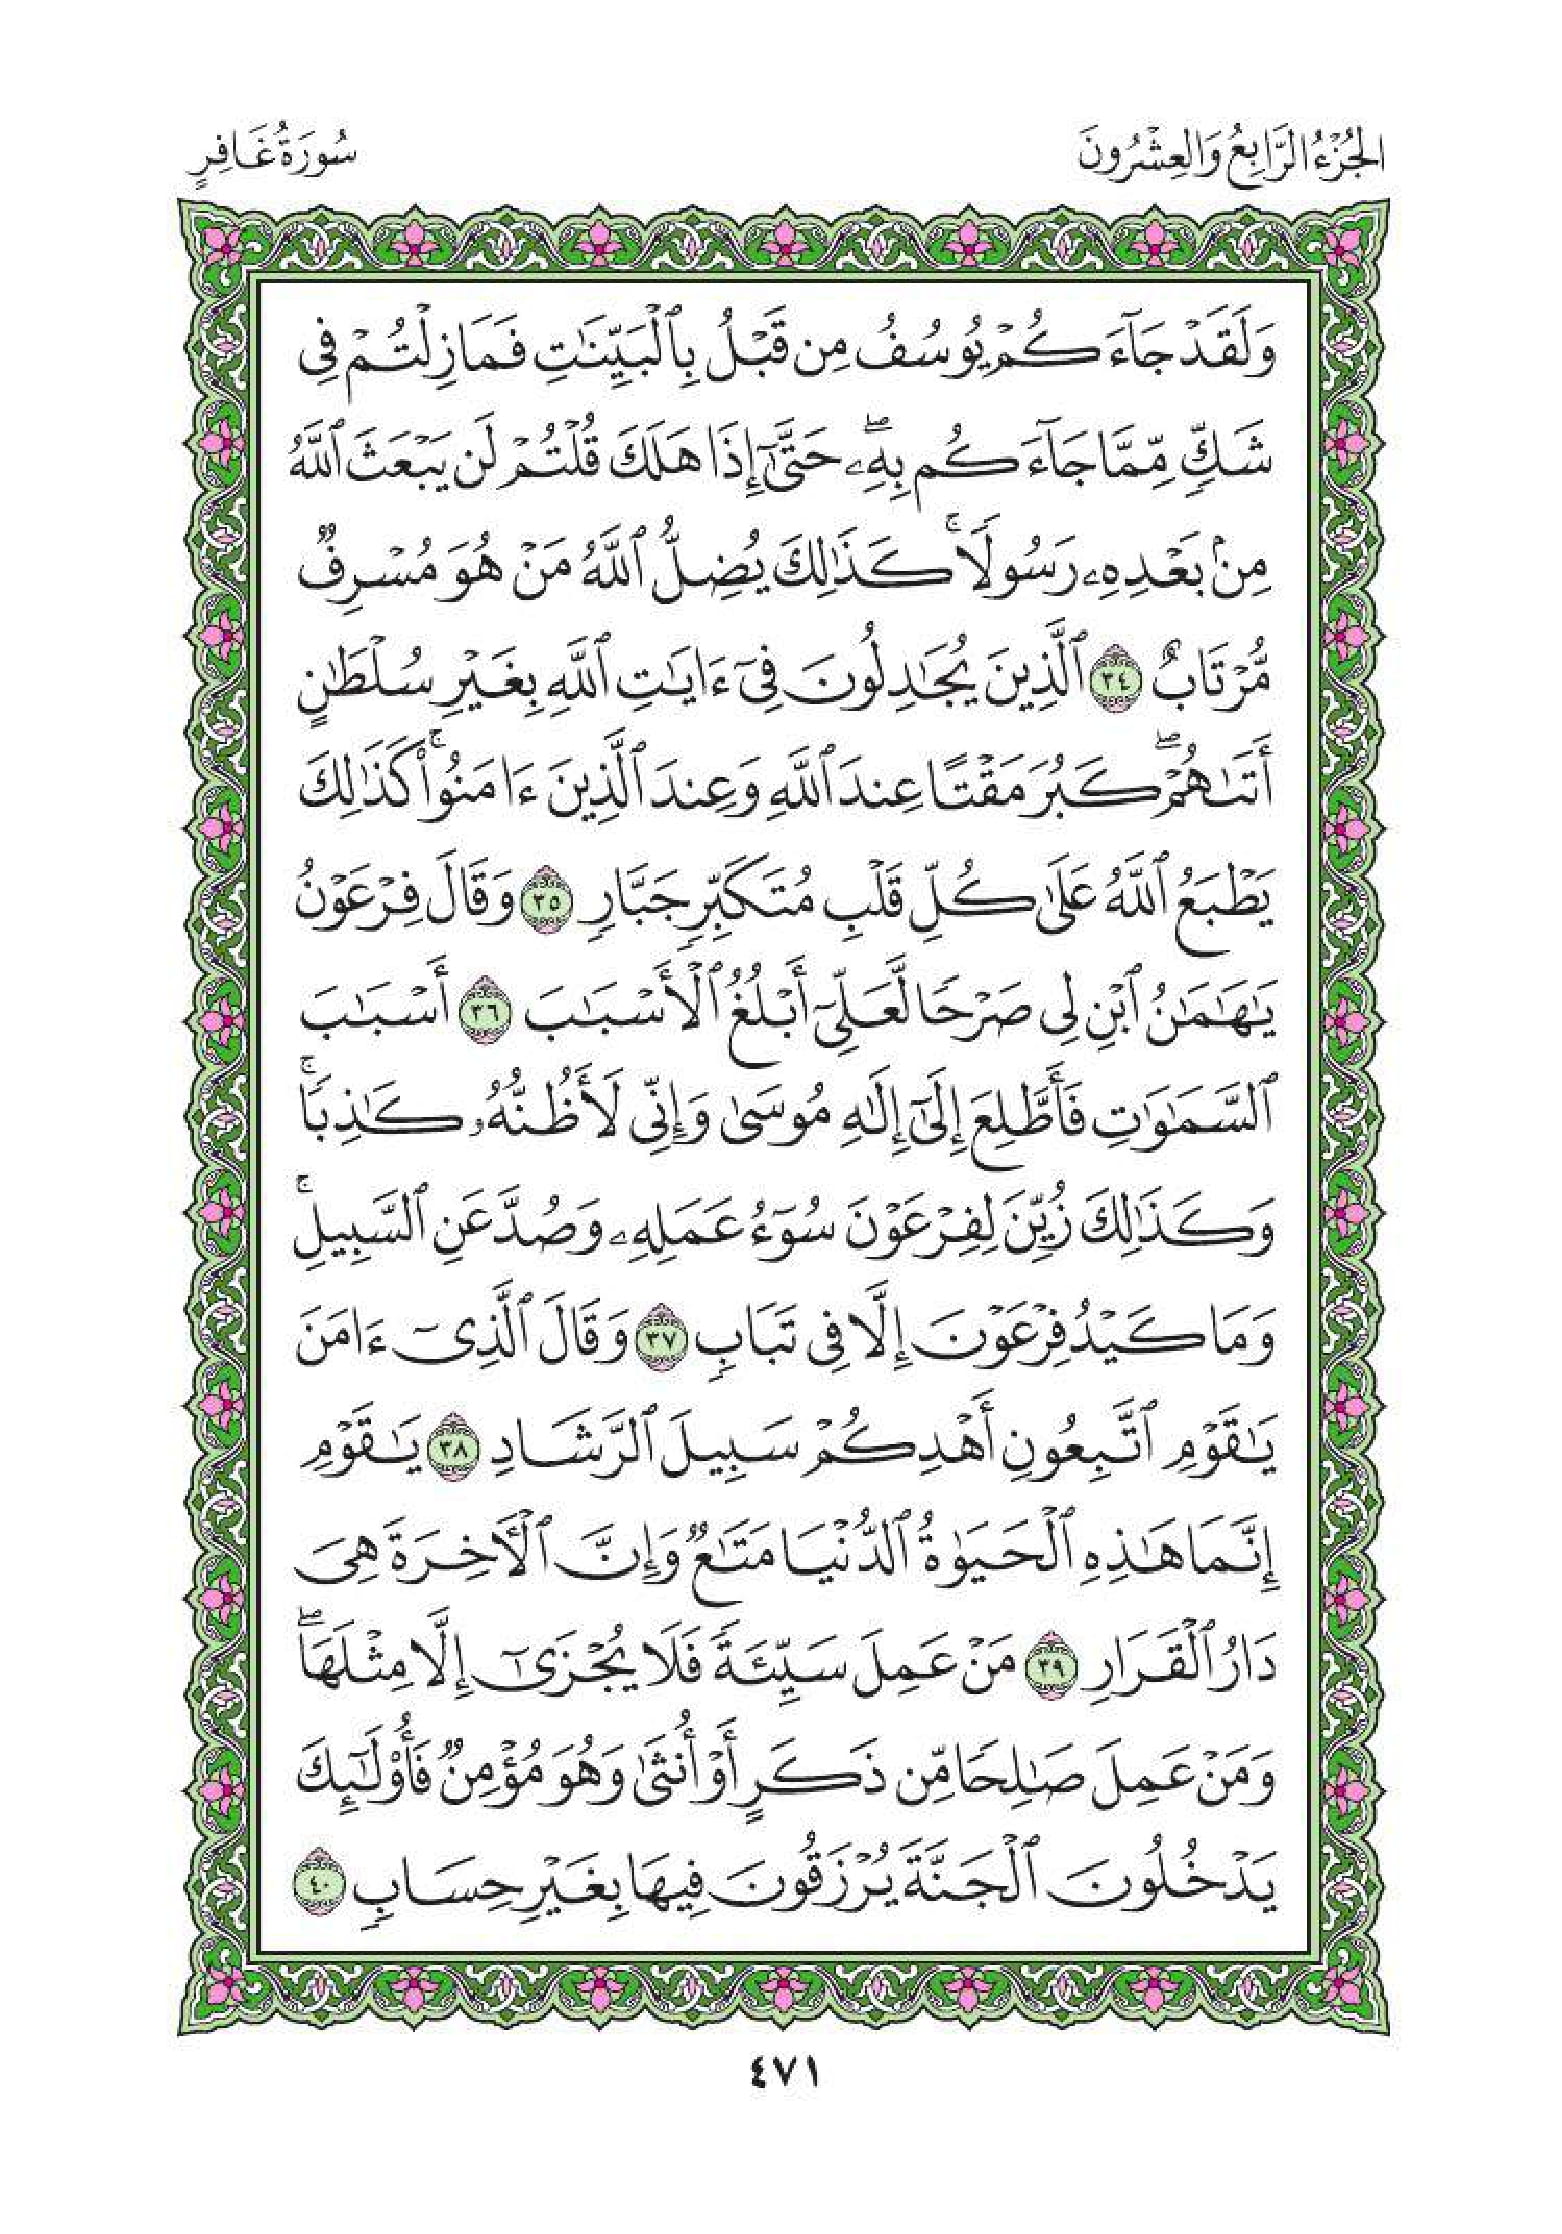 الجُزْءُ الرَّابِعُ وَالعِشْرُونَ
سُورَةُ غَافِرٍ
وَلَقَدْ جَآءَكُمْ يُوسُفُ مِن قَبْلُ بِٱلْبَيِّنَٰتِ فَمَا زِلْتُمْ فِى
شَكٍّ مِّمَّا جَآءَكُم بِهِۦۖ حَتَّىٰٓ إِذَا هَلَكَ قُلْتُمْ لَن يَبْعَثَ ٱللَّهُ
مِنۢ بَعْدِهِۦ رَسُولًاۚ كَذَٰلِكَ يُضِلُّ ٱللَّهُ مَنْ هُوَ مُسْرِفٌ
مُّرْتَابٌ ٣٤ ٱلَّذِينَ يُجَٰدِلُونَ فِىٓ ءَايَٰتِ ٱللَّهِ بِغَيْرِ سُلْطَٰنٍ
أَتَىٰهُمْۖ كَبُرَ مَقْتًا عِندَ ٱللَّهِ وَعِندَ ٱلَّذِينَ ءَامَنُوا۟ۚ كَذَٰلِكَ
يَطْبَعُ ٱللَّهُ عَلَىٰ كُلِّ قَلْبِ مُتَكَبِّرٍ جَبَّارٍ ٣٥ وَقَالَ فِرْعَوْنُ
يَٰهَٰمَٰنُ ٱبْنِ لِى صَرْحًا لَّعَلِّىٓ أَبْلُغُ ٱلْأَسْبَٰبَ ٣٦ أَسْبَٰبَ
ٱلسَّمَٰوَٰتِ فَأَطَّلِعَ إِلَىٰٓ إِلَٰهِ مُوسَىٰ وَإِنِّى لَأَظُنُّهُۥ كَٰذِبًاۚ
وَكَذَٰلِكَ زُيِّنَ لِفِرْعَوْنَ سُوٓءُ عَمَلِهِۦ وَصُدَّ عَنِ ٱلسَّبِيلِۚ
وَمَا كَيْدُ فِرْعَوْنَ إِلَّا فِى تَبَابٍ ٣٧ وَقَالَ ٱلَّذِىٓ ءَامَنَ
يَٰقَوْمِ ٱتَّبِعُونِ أَهْدِكُمْ سَبِيلَ ٱلرَّشَادِ ٣٨ يَٰقَوْمِ
إِنَّمَا هَٰذِهِ ٱلْحَيَوٰةُ ٱلدُّنْيَا مَتَٰعٌ وَإِنَّ ٱلْءَاخِرَةَ هِىَ
دَارُ ٱلْقَرَارِ ٣٩ مَنْ عَمِلَ سَيِّئَةً فَلَا يُجْزَىٰٓ إِلَّا مِثْلَهَاۖ
وَمَنْ عَمِلَ صَٰلِحًا مِّن ذَكَرٍ أَوْ أُنثَىٰ وَهُوَ مُؤْمِنٌ فَأُو۟لَٰٓئِكَ
يَدْخُلُونَ ٱلْجَنَّةَ يُرْزَقُونَ فِيهَا بِغَيْرِ حِسَابٍ ٤٠
٤٧١